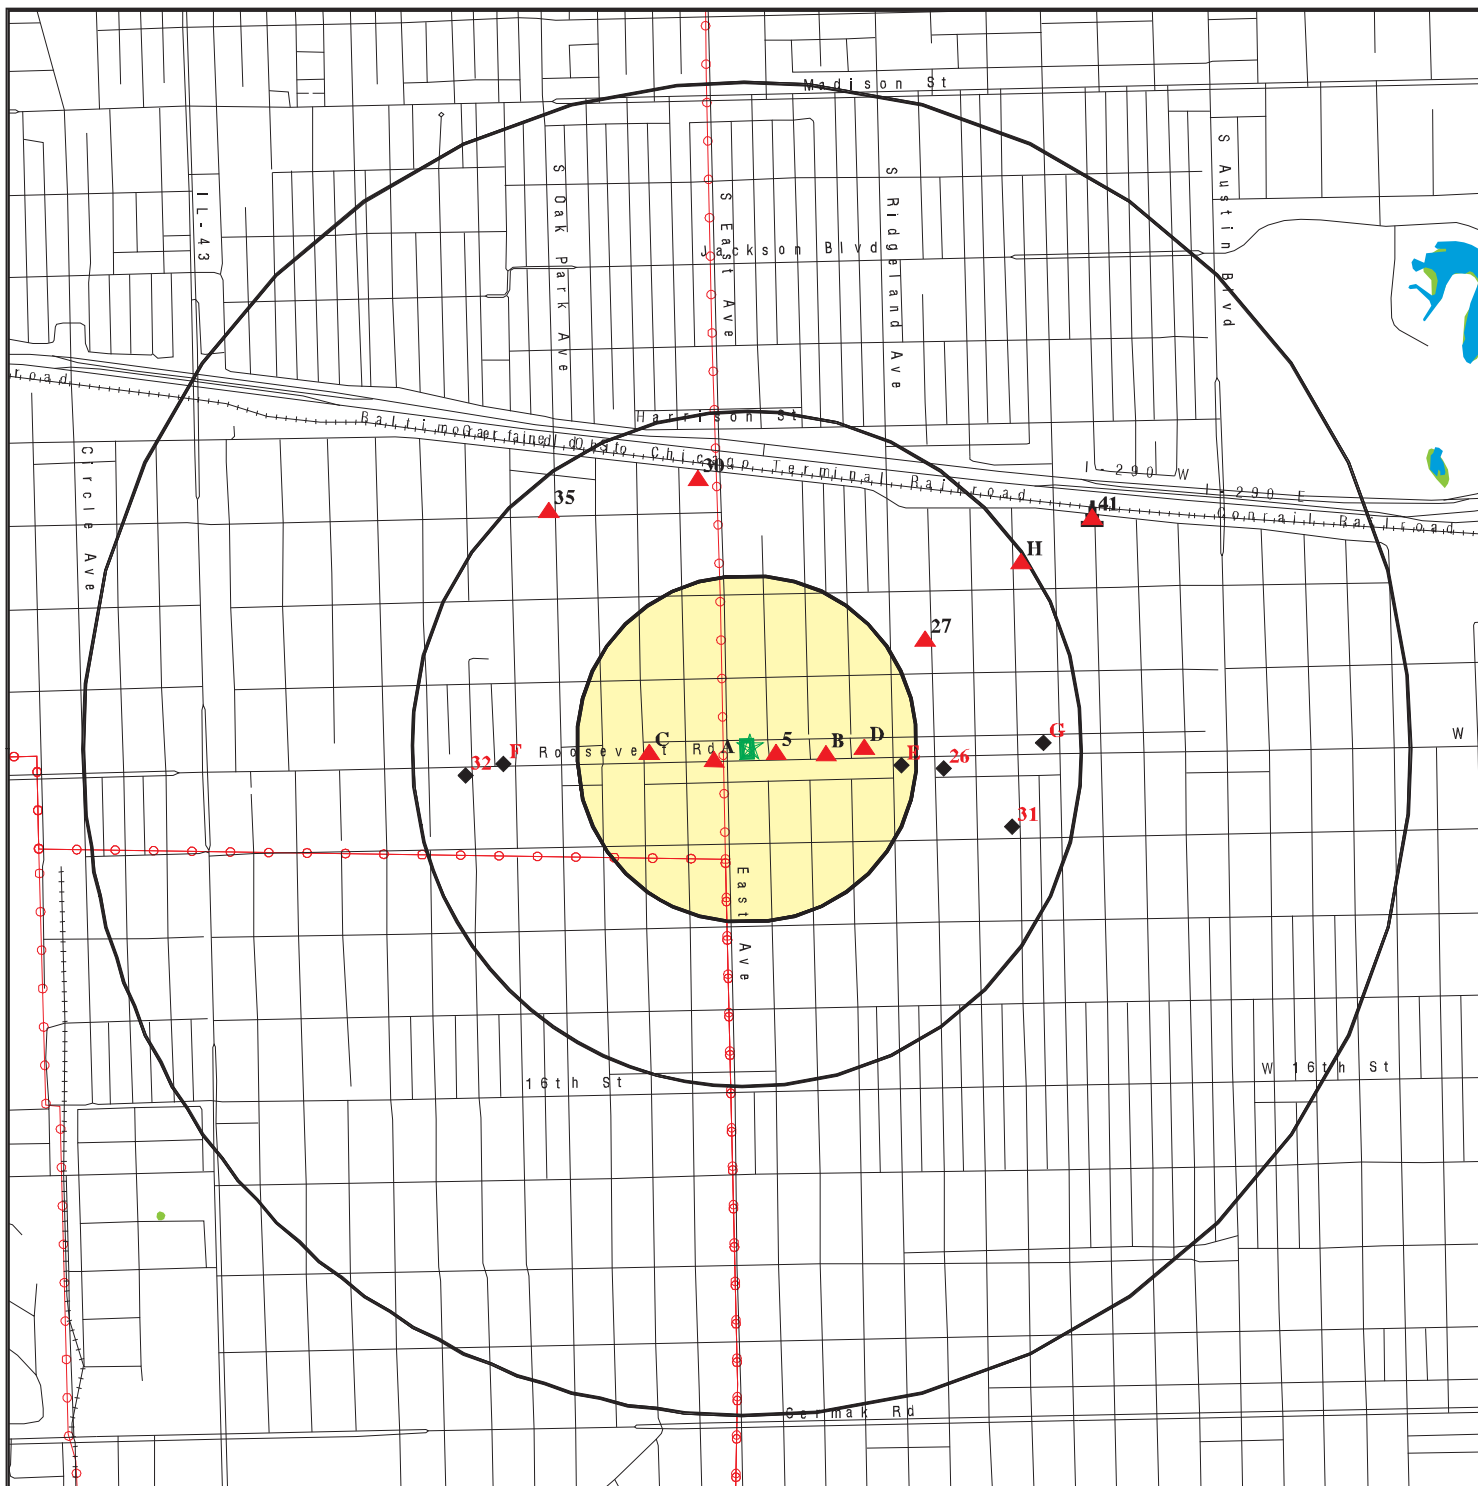 Madison St
S Austin Blvd
S Oak Park Ave
S Ridgeland Ave
IL-43
S East Ave
Jackson Blvd
road
Harrison St
Chicago Terminal Railroad
Circle Ave
30
I-290 W
I-290 E
35
41
Conrail Railroad
H
27
W
Roosevelt Rd
C
A
5
B
D
G
F
32
E
26
31
East Ave
16th St
W 16th St
Cermak Rd